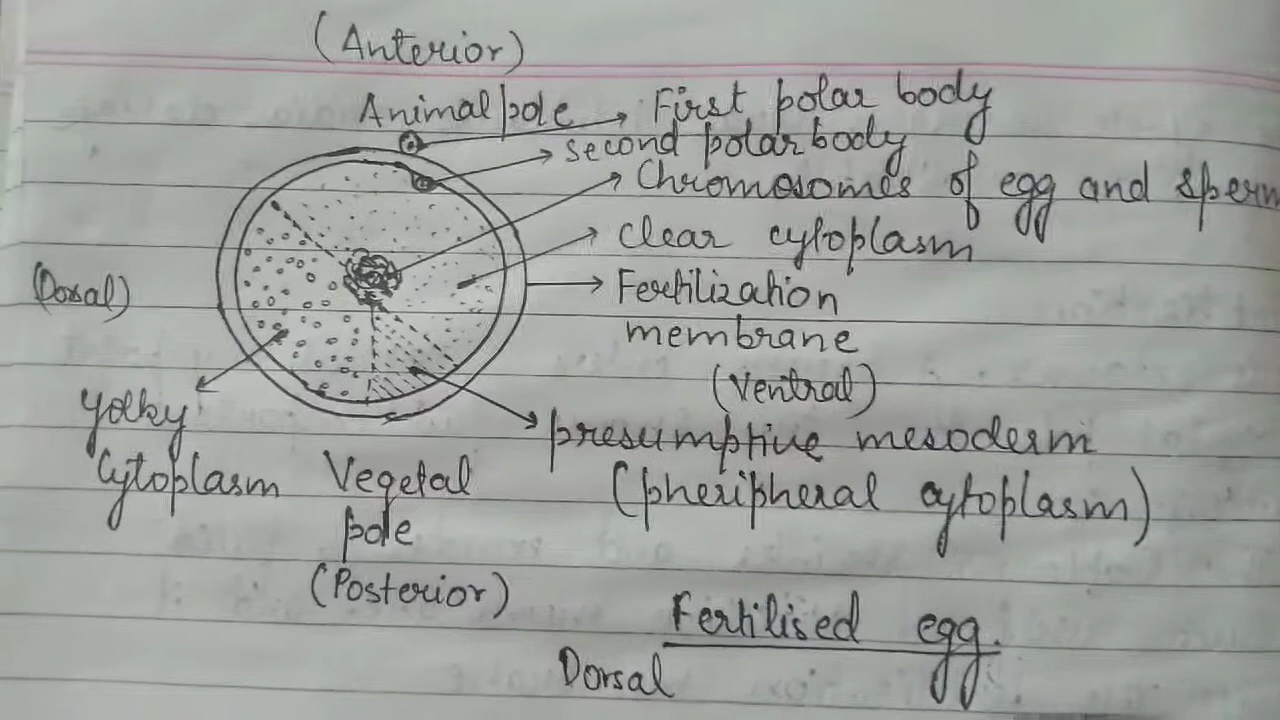 (Anterior)
Animal pole
First polar body
second polar body
Chromosomes of egg and sperm
clear cytoplasm
(Dorsal)
Fertilization
membrane
(Ventral)
yolky
Cytoplasm
presumptive mesoderm
(pheripheral cytoplasm)
Vegetal
pole
(Posterior)
Fertilised egg.
Dorsal